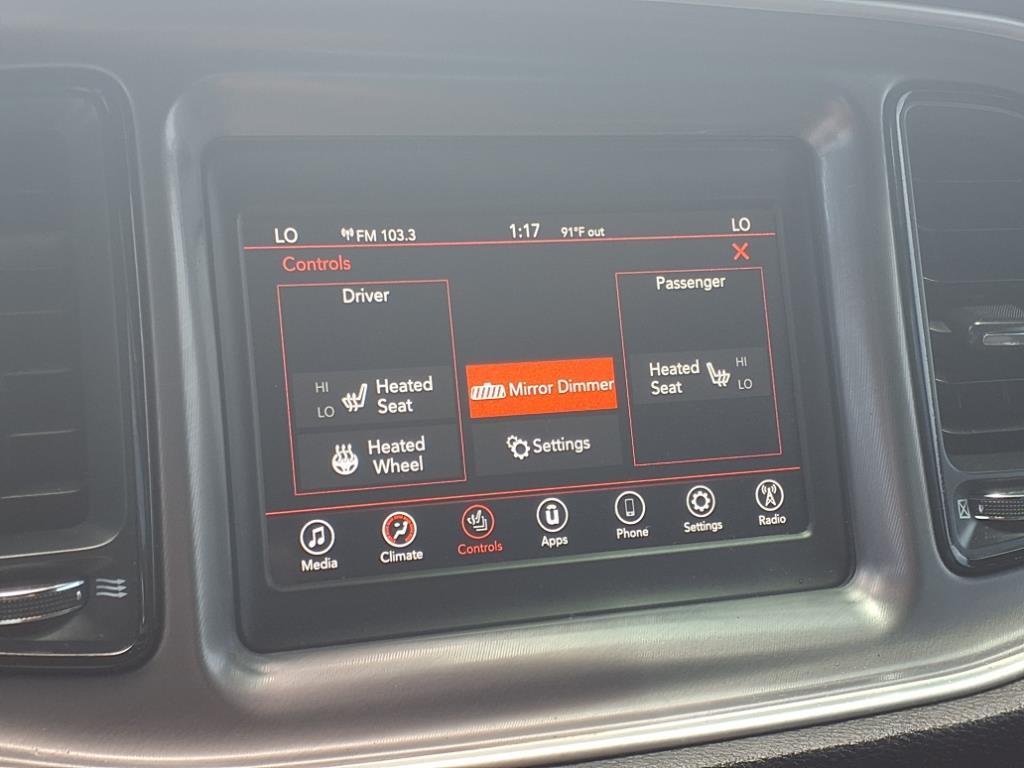 LO FM 103.3 1:17 91°F out LO
Controls X
Driver
HI
LO
Heated
Seat
Heated
Wheel
Mirror Dimmer
Settings
Passenger
Heated
Seat
HI
LO
Media Climate Controls Apps Phone Settings Radio